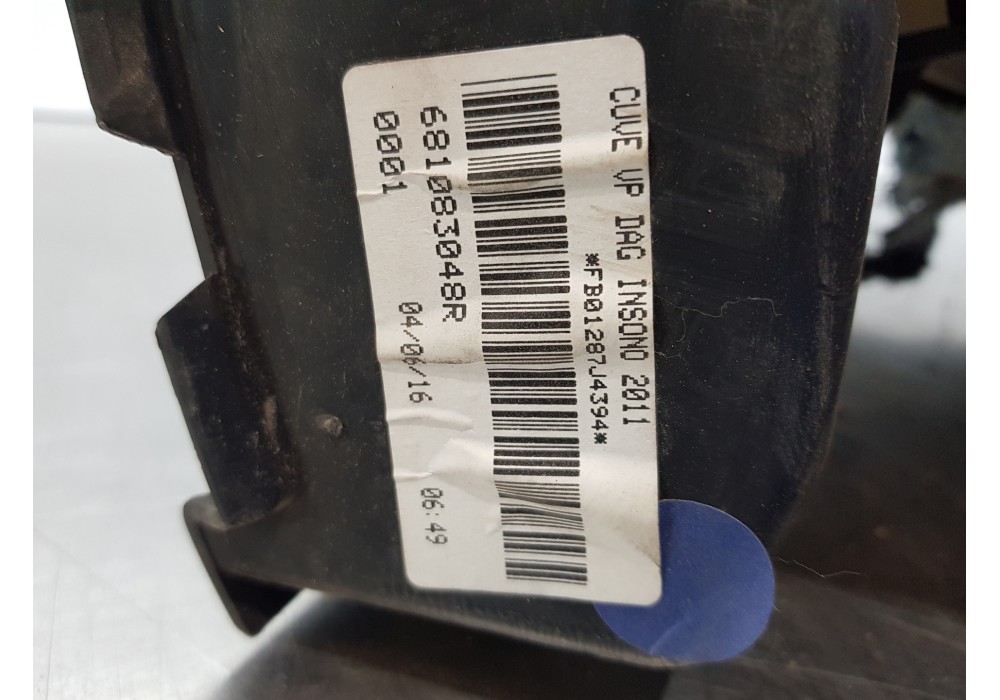 CUVE VP DAG INSONO 2011
*FB01287J4394*
681083048R
0001
04/06/16
06:49